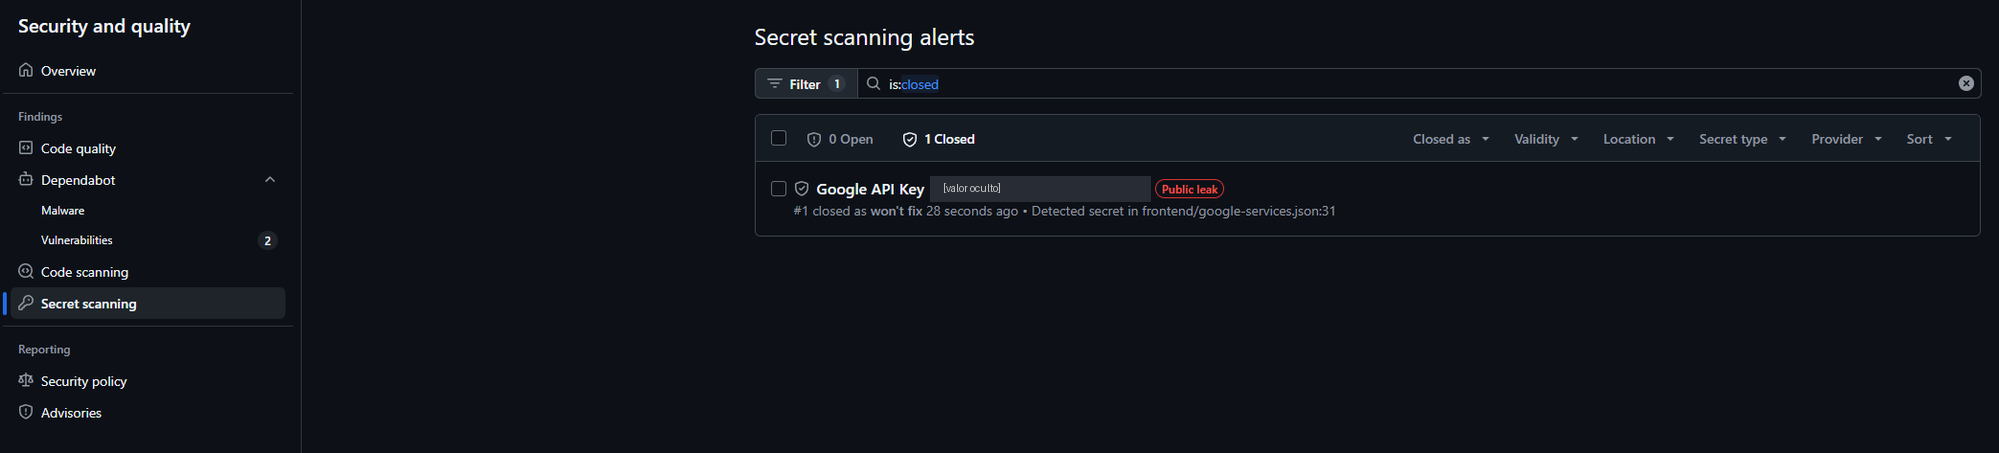 Security and quality
Overview
Findings
Code quality
Dependabot
Malware
Vulnerabilities 2
Code scanning
Secret scanning
Reporting
Security policy
Advisories
Secret scanning alerts
Filter 1 is:closed
0 Open 1 Closed Closed as Validity Location Secret type Provider Sort
Google API Key [valor oculto] Public leak
#1 closed as won't fix 28 seconds ago • Detected secret in frontend/google-services.json:31